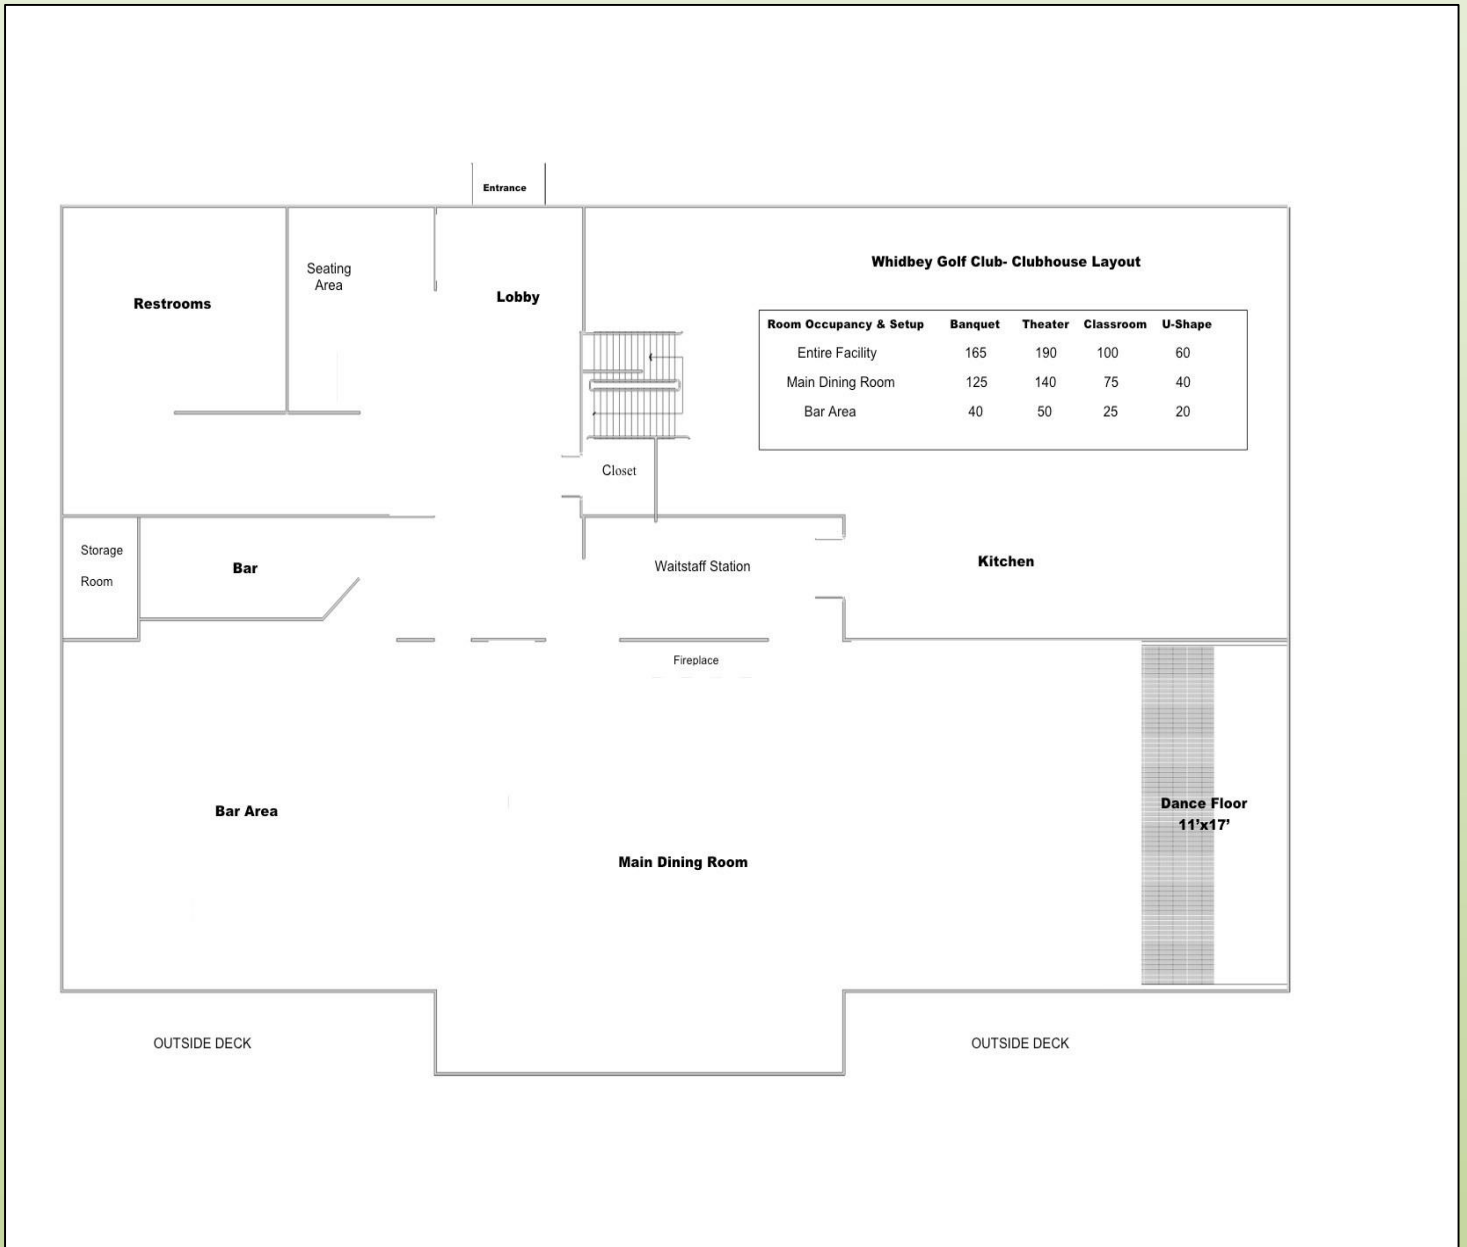 Entrance
Whidbey Golf Club- Clubhouse Layout
Seating
Area
Restrooms
Lobby
Room Occupancy & Setup Banquet Theater Classroom U-Shape
Entire Facility 165 190 100 60
Main Dining Room 125 140 75 40
Bar Area 40 50 25 20
Closet
Storage
Room
Bar
Waitstaff Station
Kitchen
Fireplace
Bar Area
Main Dining Room
Dance Floor
11’x17’
OUTSIDE DECK
OUTSIDE DECK